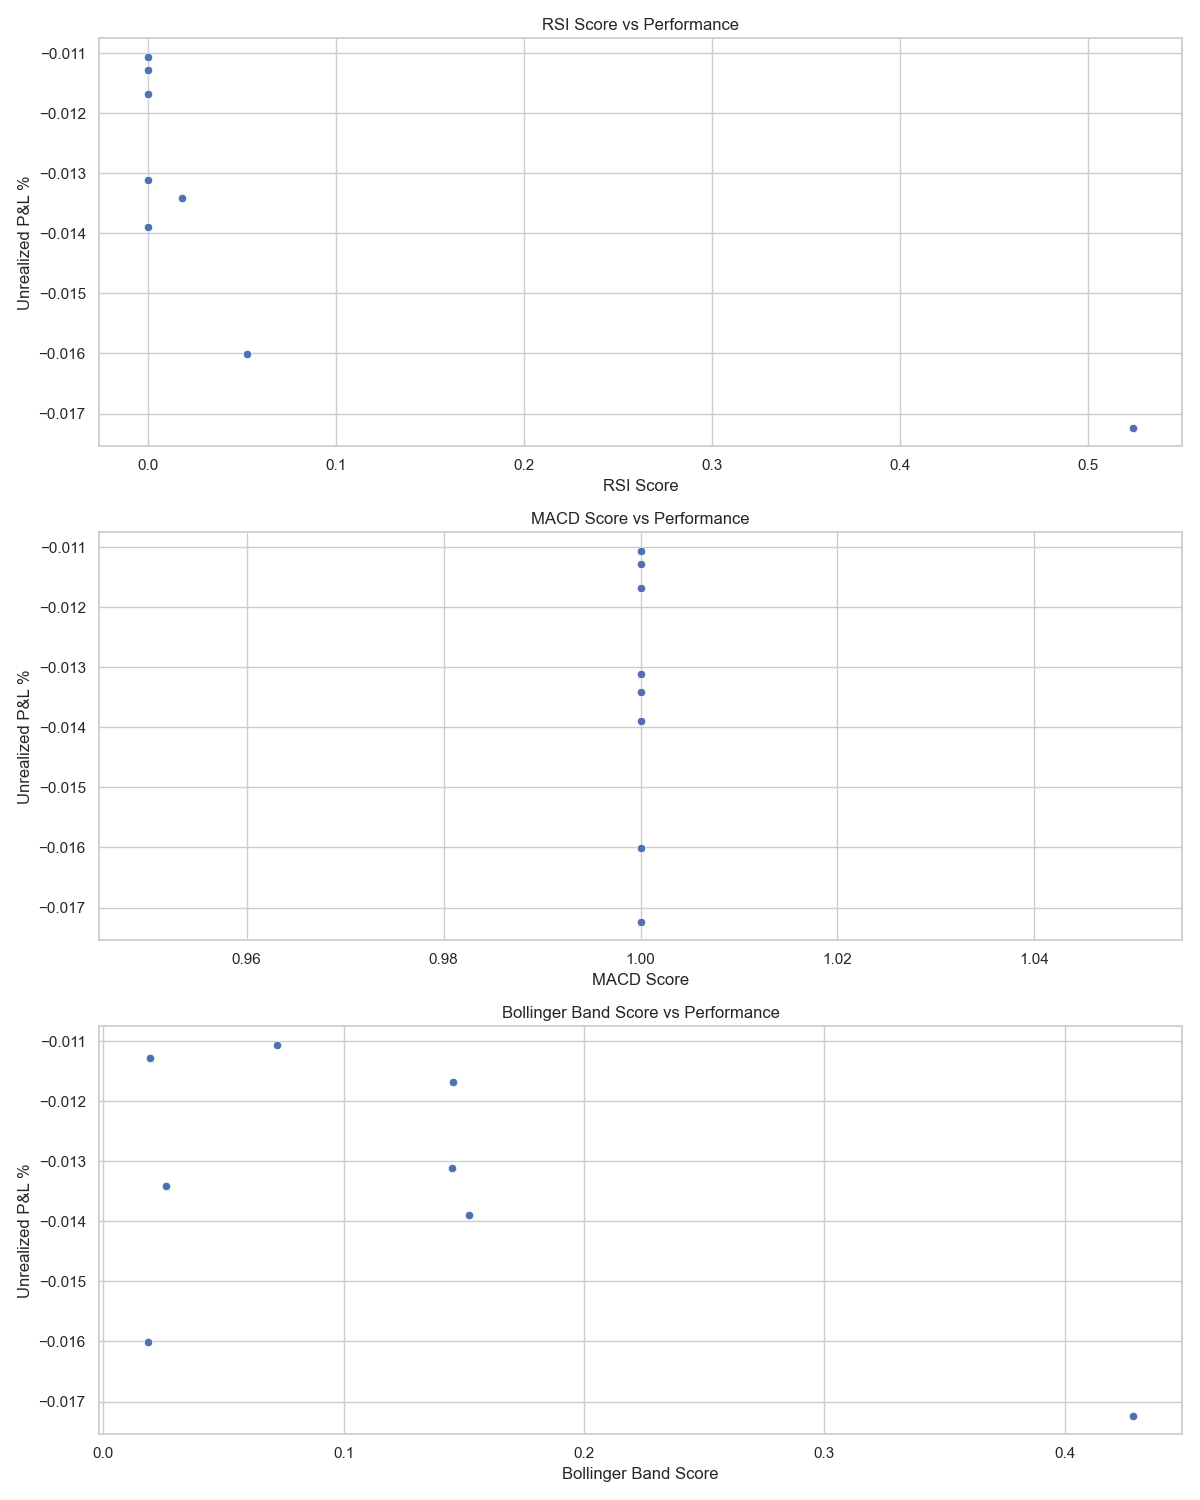 RSI Score vs Performance
Unrealized P&L %
−0.011
−0.012
−0.013
−0.014
−0.015
−0.016
−0.017
0.0 0.1 0.2 0.3 0.4 0.5
RSI Score
MACD Score vs Performance
Unrealized P&L %
−0.011
−0.012
−0.013
−0.014
−0.015
−0.016
−0.017
0.96 0.98 1.00 1.02 1.04
MACD Score
Bollinger Band Score vs Performance
Unrealized P&L %
−0.011
−0.012
−0.013
−0.014
−0.015
−0.016
−0.017
0.0 0.1 0.2 0.3 0.4
Bollinger Band Score